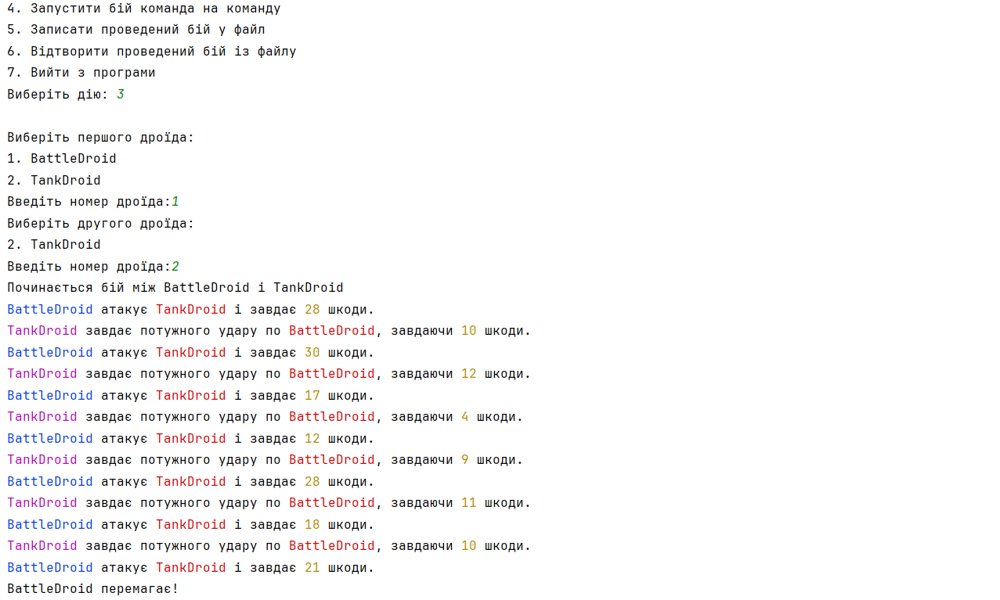 4. Запустити бій команда на команду
5. Записати проведений бій у файл
6. Відтворити проведений бій із файлу
7. Вийти з програми
Виберіть дію: 3
Виберіть першого дроїда:
1. BattleDroid
2. TankDroid
Введіть номер дроїда:1
Виберіть другого дроїда:
2. TankDroid
Введіть номер дроїда:2
Починається бій між BattleDroid і TankDroid
BattleDroid атакує TankDroid і завдає 28 шкоди.
TankDroid завдає потужного удару по BattleDroid, завдаючи 10 шкоди.
BattleDroid атакує TankDroid і завдає 30 шкоди.
TankDroid завдає потужного удару по BattleDroid, завдаючи 12 шкоди.
BattleDroid атакує TankDroid і завдає 17 шкоди.
TankDroid завдає потужного удару по BattleDroid, завдаючи 4 шкоди.
BattleDroid атакує TankDroid і завдає 12 шкоди.
TankDroid завдає потужного удару по BattleDroid, завдаючи 9 шкоди.
BattleDroid атакує TankDroid і завдає 28 шкоди.
TankDroid завдає потужного удару по BattleDroid, завдаючи 11 шкоди.
BattleDroid атакує TankDroid і завдає 18 шкоди.
TankDroid завдає потужного удару по BattleDroid, завдаючи 10 шкоди.
BattleDroid атакує TankDroid і завдає 21 шкоди.
BattleDroid перемагає!